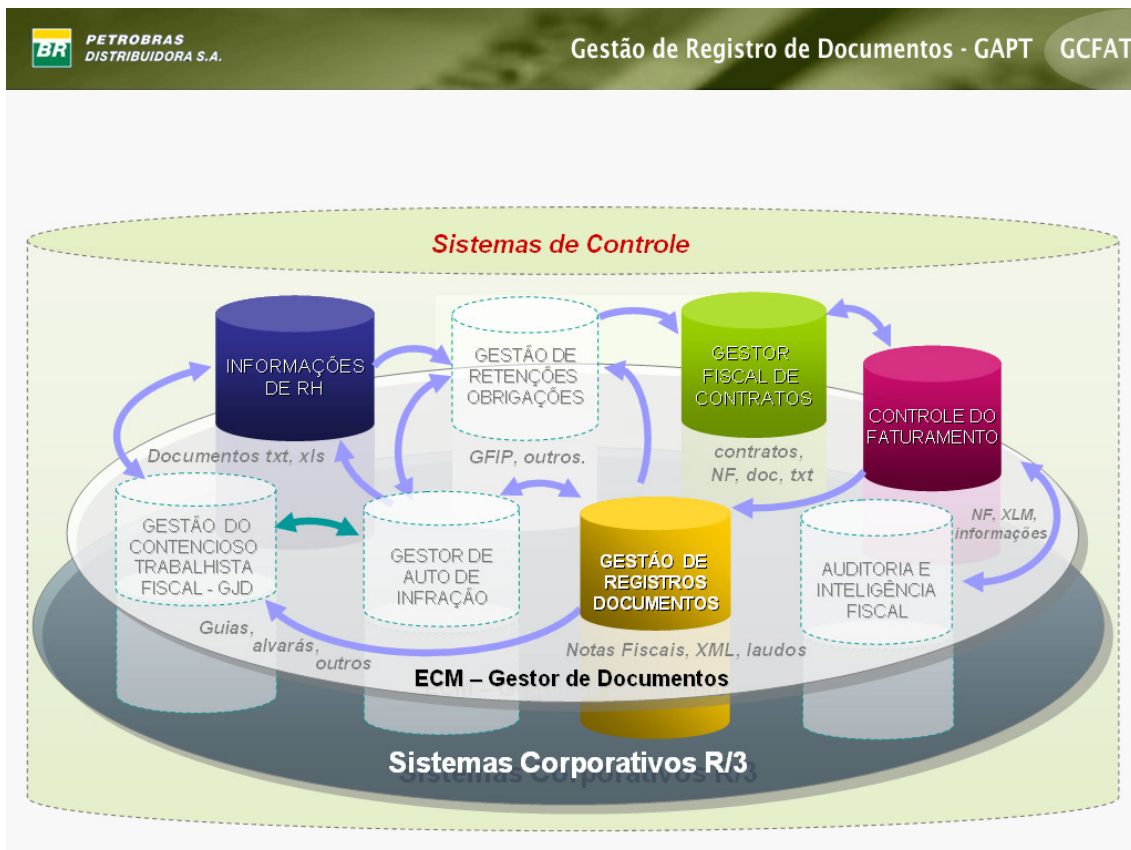 BR
PETROBRAS
DISTRIBUIDORA S.A.
Gestão de Registro de Documentos - GAPT
GCFAT
Sistemas de Controle
INFORMAÇÕES
DE RH
GESTÃO DE
RETENÇÕES
OBRIGAÇÕES
GESTOR
FISCAL DE
CONTRATOS
CONTROLE DO
FATURAMENTO
Documentos txt, xls
GFIP, outros.
contratos,
NF, doc, txt
NF, XLM,
informações
GESTÃO DO
CONTENCIOSO
TRABALHISTA
FISCAL - GJD
GESTOR DE
AUTO DE
INFRAÇÃO
GESTÃO DE
REGISTROS
DOCUMENTOS
AUDITORIA E
INTELIGÊNCIA
FISCAL
Guias,
alvarás,
outros
Notas Fiscais, XML, laudos
ECM – Gestor de Documentos
Sistemas Corporativos R/3